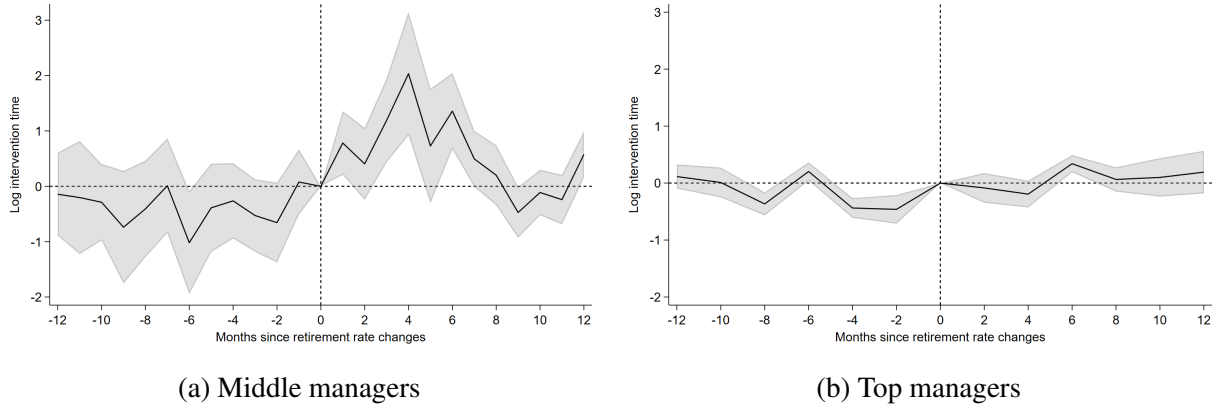 3
2
1
0
-1
-2
Log intervention time
-12 -10 -8 -6 -4 -2 0 2 4 6 8 10 12
Months since retirement rate changes
(a) Middle managers
3
2
1
0
-1
-2
Log intervention time
-12 -10 -8 -6 -4 -2 0 2 4 6 8 10 12
Months since retirement rate changes
(b) Top managers